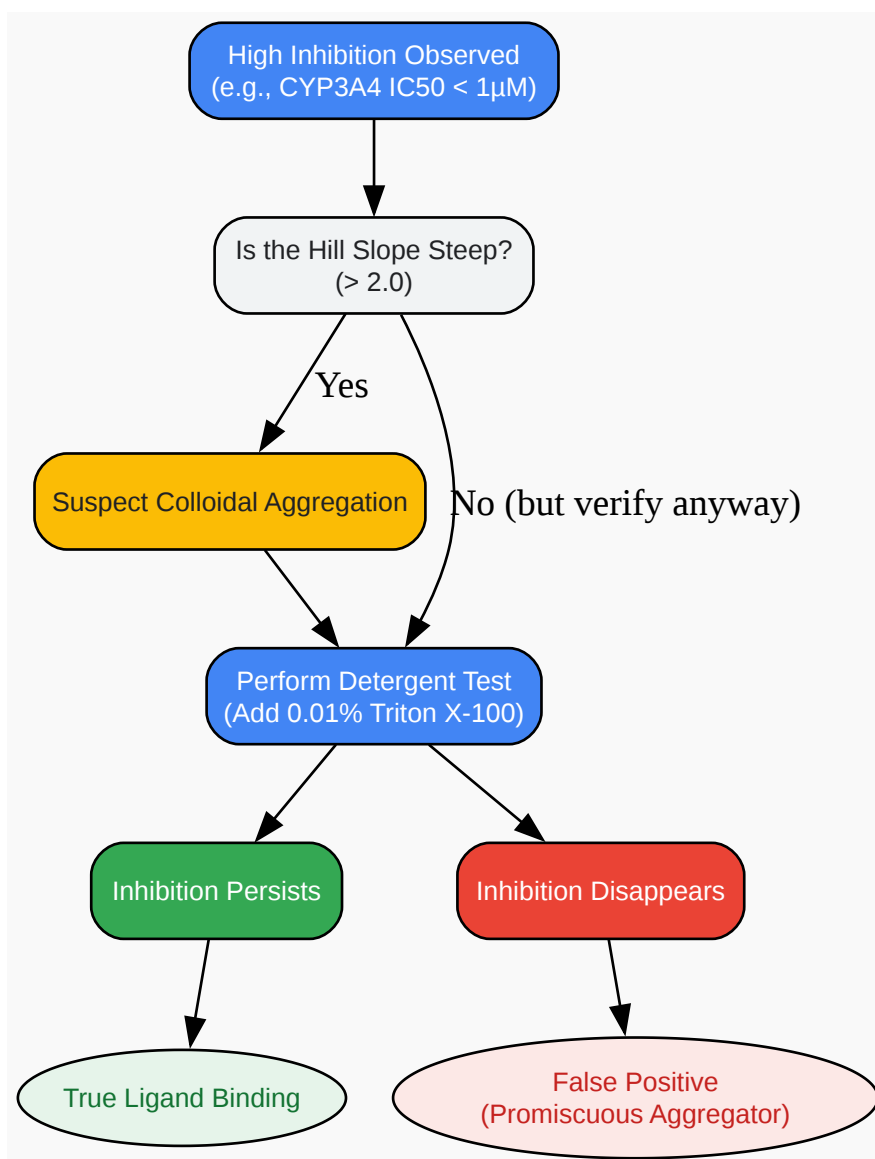 High Inhibition Observed
(e.g., CYP3A4 IC50 < 1µM)
Is the Hill Slope Steep?
(> 2.0)
Yes
Suspect Colloidal Aggregation
No (but verify anyway)
Perform Detergent Test
(Add 0.01% Triton X-100)
Inhibition Persists
Inhibition Disappears
True Ligand Binding
False Positive
(Promiscuous Aggregator)